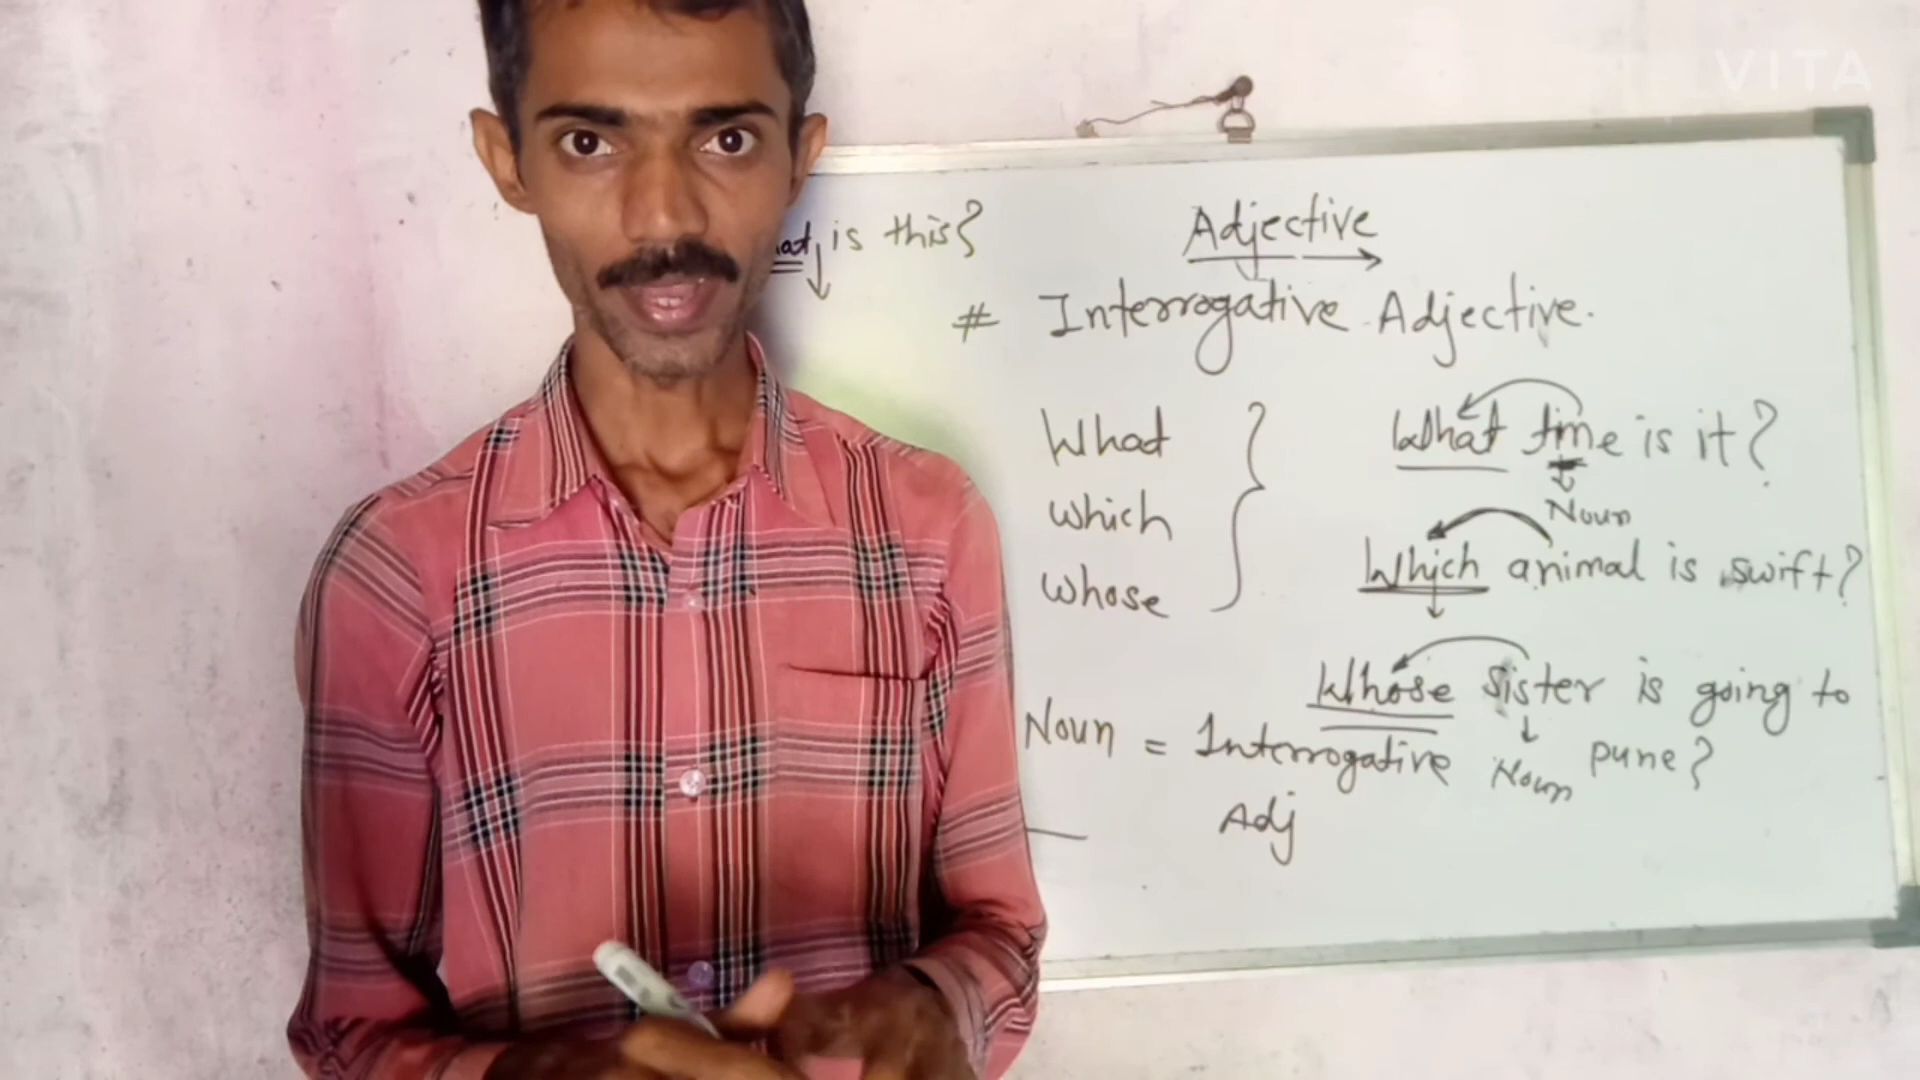 VITA
is this?
Adjective
# Interrogative Adjective.
What
which
whose
What time is it?
Noun
Which animal is swift?
Whose sister is going to
pune?
Noun
Noun = Interrogative
Adj